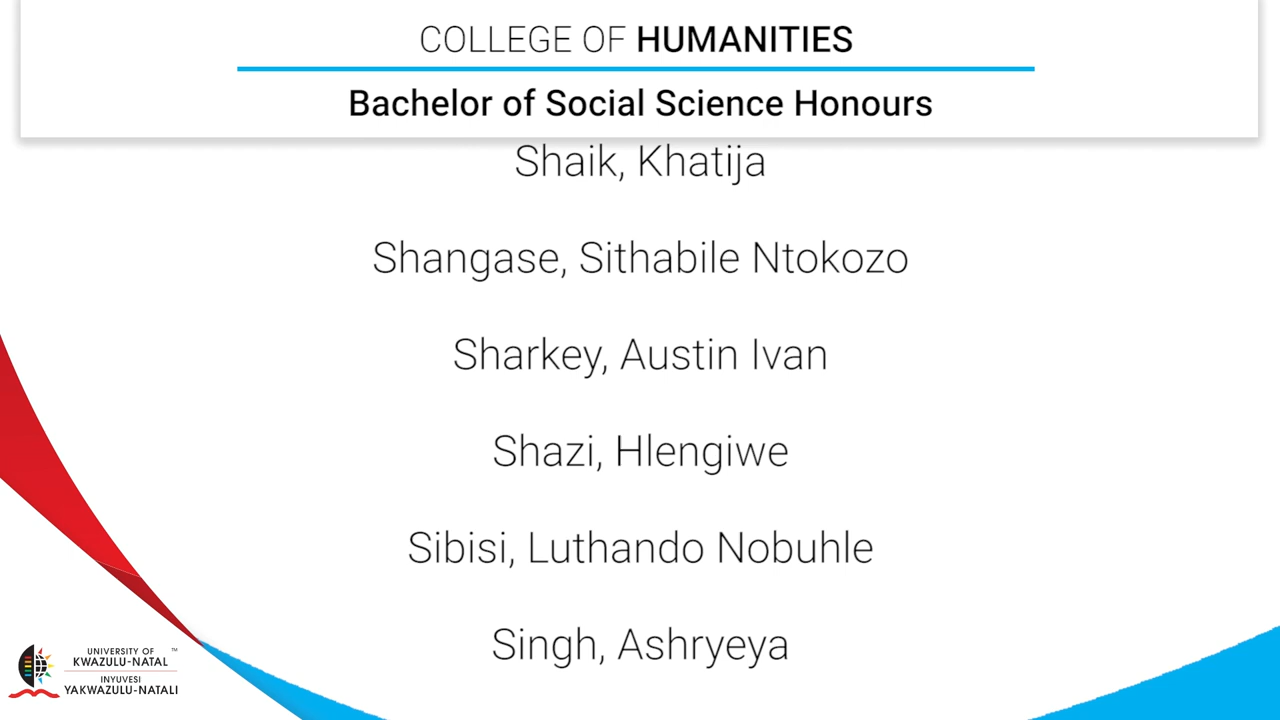 COLLEGE OF HUMANITIES
Bachelor of Social Science Honours
Shaik, Khatija
Shangase, Sithabile Ntokozo
Sharkey, Austin Ivan
Shazi, Hlengiwe
Sibisi, Luthando Nobuhle
Singh, Ashryeya
UNIVERSITY OF ™
KWAZULU-NATAL
INYUVESI
YAKWAZULU-NATALI